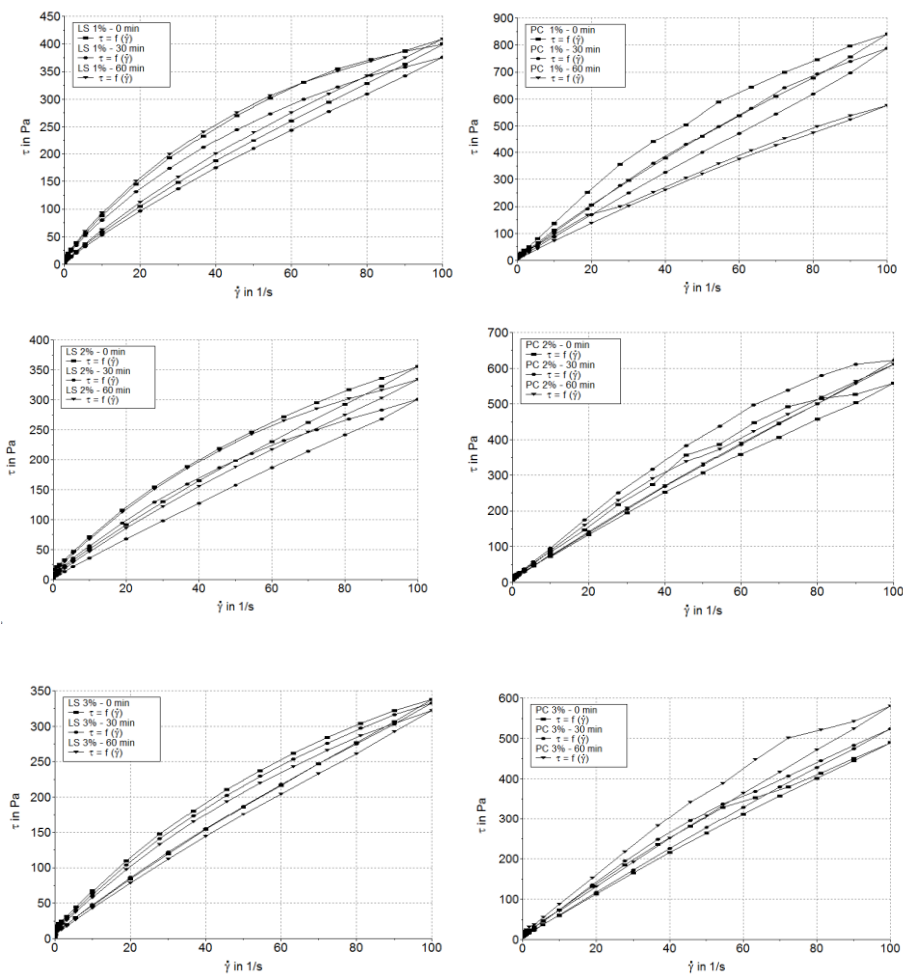 450
400
350
300
250
200
150
100
50
0
τ in Pa
LS 1% - 0 min
τ = f (γ̇)
LS 1% - 30 min
τ = f (γ̇)
LS 1% - 60 min
τ = f (γ̇)
0 20 40 60 80 100
γ̇ in 1/s
900
800
700
600
500
400
300
200
100
0
τ in Pa
PC 1% - 0 min
τ = f (γ̇)
PC 1% - 30 min
τ = f (γ̇)
PC 1% - 60 min
τ = f (γ̇)
0 20 40 60 80 100
γ̇ in 1/s
400
350
300
250
200
150
100
50
0
τ in Pa
LS 2% - 0 min
τ = f (γ̇)
LS 2% - 30 min
τ = f (γ̇)
LS 2% - 60 min
τ = f (γ̇)
0 20 40 60 80 100
γ̇ in 1/s
700
600
500
400
300
200
100
0
τ in Pa
PC 2% - 0 min
τ = f (γ̇)
PC 2% - 30 min
τ = f (γ̇)
PC 2% - 60 min
τ = f (γ̇)
0 20 40 60 80 100
γ̇ in 1/s
350
300
250
200
150
100
50
0
τ in Pa
LS 3% - 0 min
τ = f (γ̇)
LS 3% - 30 min
τ = f (γ̇)
LS 3% - 60 min
τ = f (γ̇)
0 20 40 60 80 100
γ̇ in 1/s
600
500
400
300
200
100
0
τ in Pa
PC 3% - 0 min
τ = f (γ̇)
PC 3% - 30 min
τ = f (γ̇)
PC 3% - 60 min
τ = f (γ̇)
0 20 40 60 80 100
γ̇ in 1/s